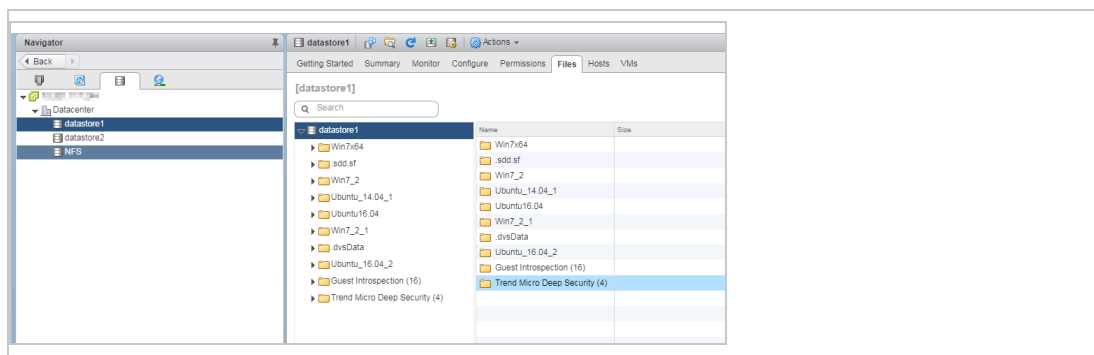 Navigator
Back
Datacenter
datastore1
datastore2
NFS
datastore1 Actions
Getting Started Summary Monitor Configure Permissions Files Hosts VMs
[datastore1]
Search
datastore1
Win7x64
.sdd.sf
Win7_2
Ubuntu_14.04_1
Ubuntu16.04
Win7_2_1
.dvsData
Ubuntu_16.04_2
Guest Introspection (16)
Trend Micro Deep Security (4)
Name Size
Win7x64
.sdd.sf
Win7_2
Ubuntu_14.04_1
Ubuntu16.04
Win7_2_1
.dvsData
Ubuntu_16.04_2
Guest Introspection (16)
Trend Micro Deep Security (4)